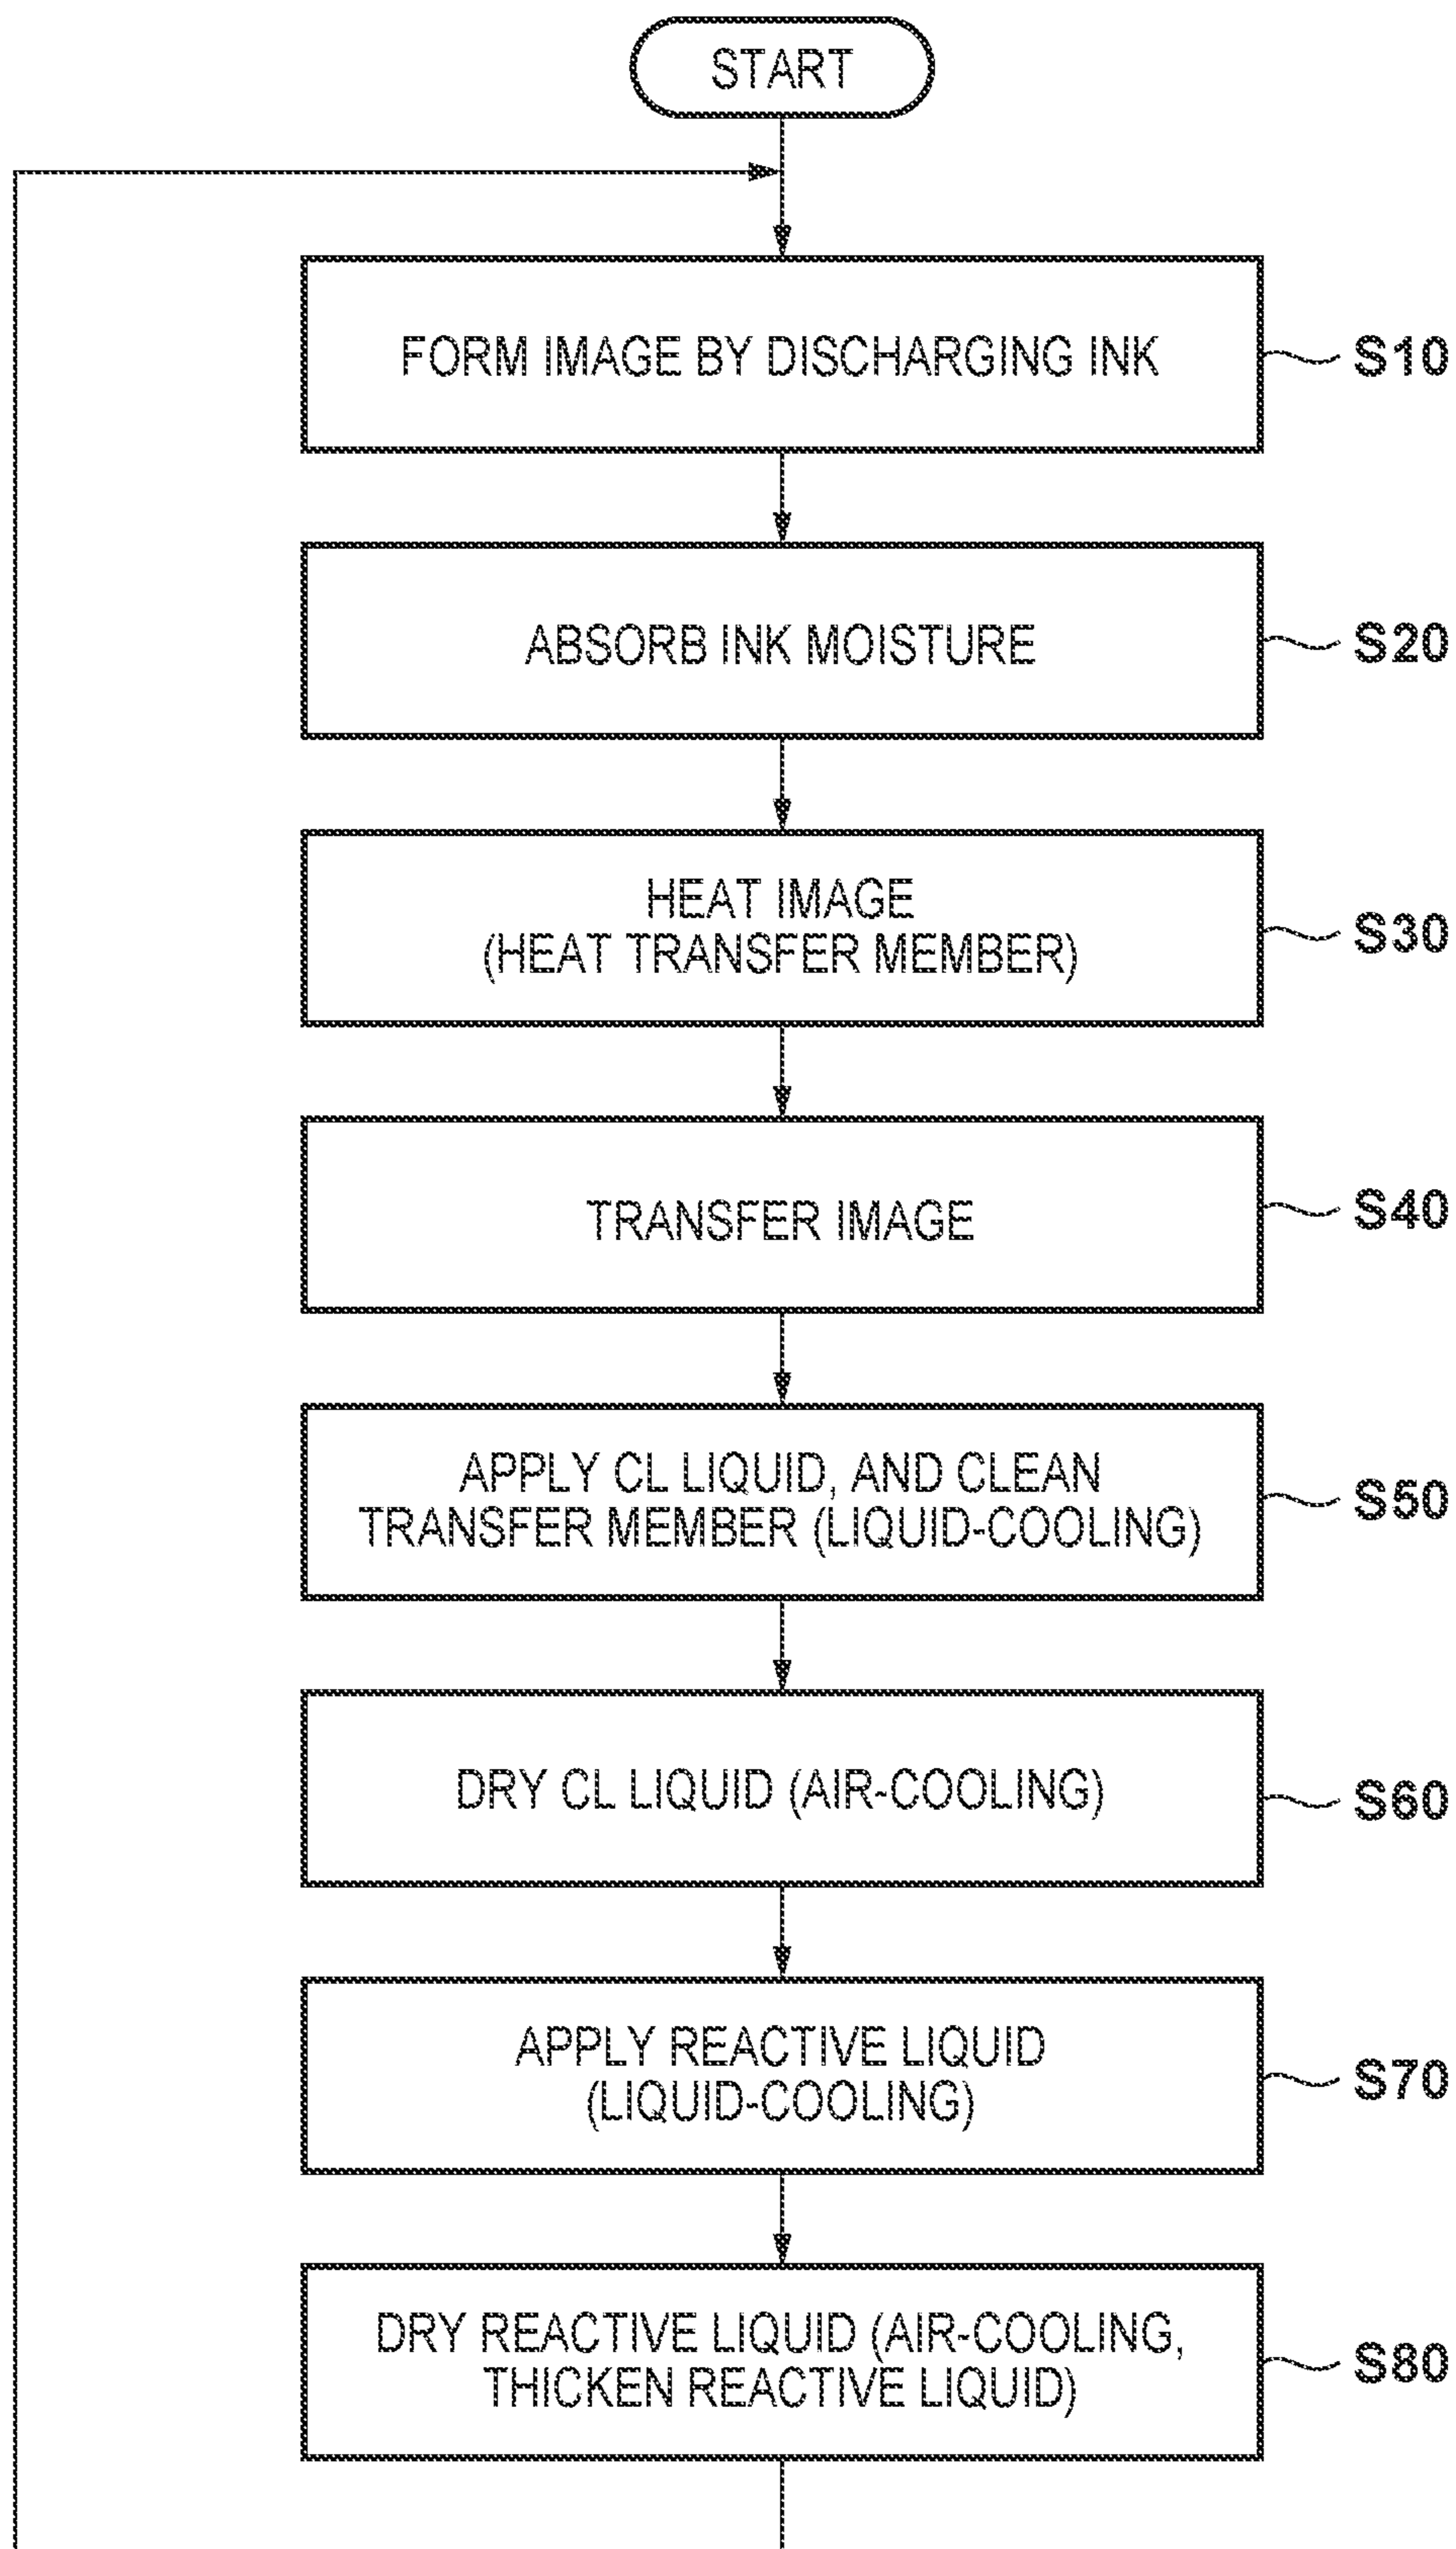 START
FORM IMAGE BY DISCHARGING INK
S10
ABSORB INK MOISTURE
S20
HEAT IMAGE
(HEAT TRANSFER MEMBER)
S30
TRANSFER IMAGE
S40
APPLY CL LIQUID, AND CLEAN
TRANSFER MEMBER (LIQUID-COOLING)
S50
DRY CL LIQUID (AIR-COOLING)
S60
APPLY REACTIVE LIQUID
(LIQUID-COOLING)
S70
DRY REACTIVE LIQUID (AIR-COOLING,
THICKEN REACTIVE LIQUID)
S80